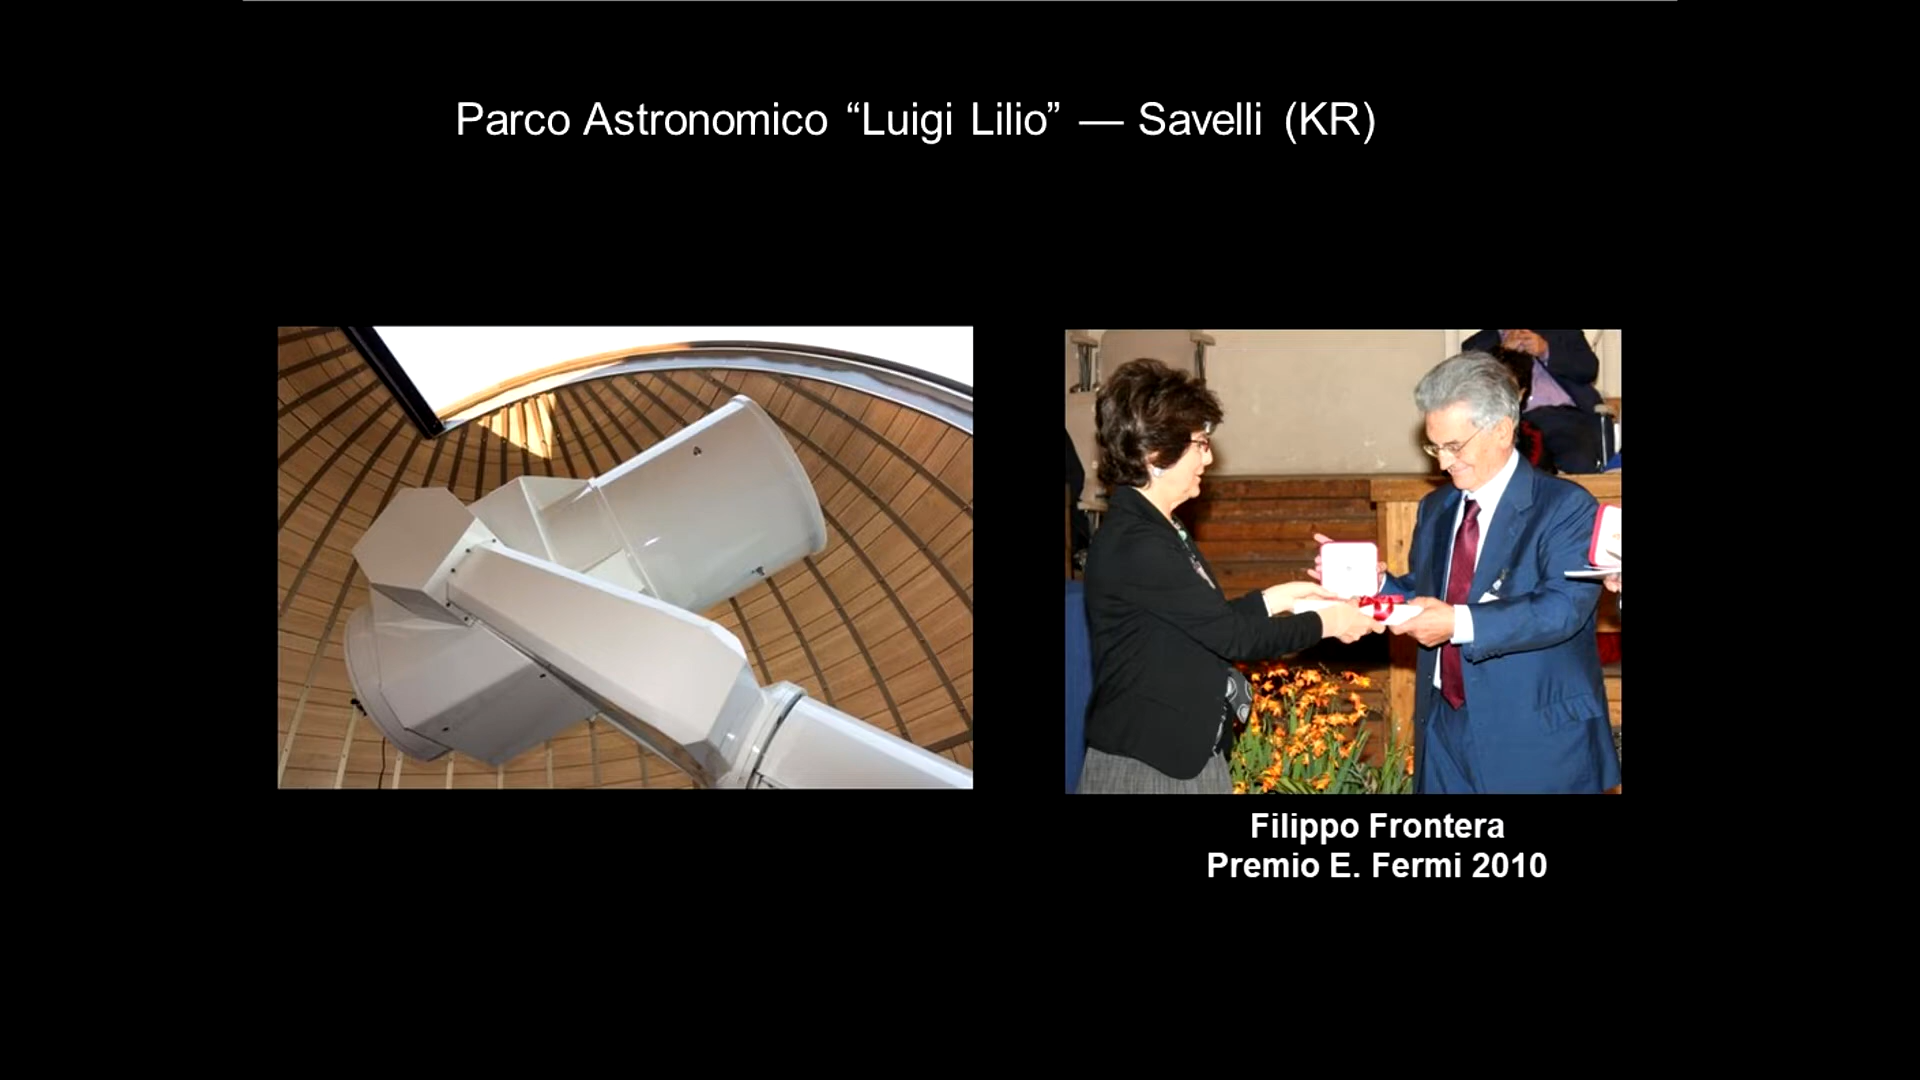 Parco Astronomico “Luigi Lilio” — Savelli (KR)
Filippo Frontera
Premio E. Fermi 2010